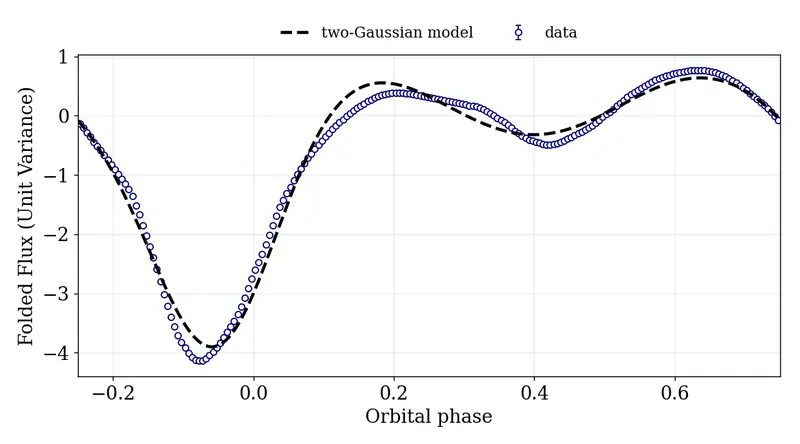 two-Gaussian model data
Folded Flux (Unit Variance)
1
0
−1
−2
−3
−4
−0.2 0.0 0.2 0.4 0.6
Orbital phase